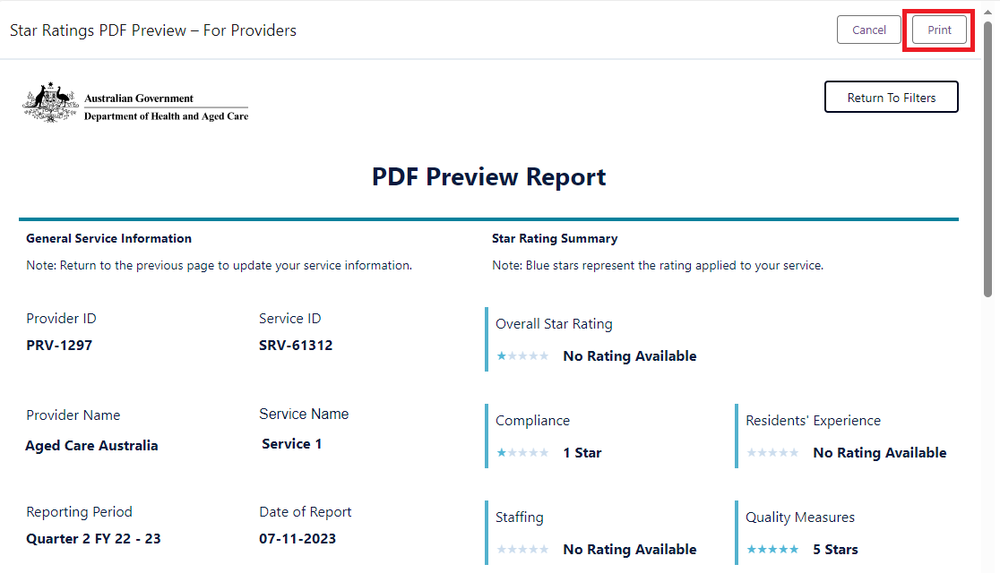 Star Ratings PDF Preview – For Providers
Cancel
Print
Australian Government
Department of Health and Aged Care
Return To Filters
PDF Preview Report
General Service Information
Note: Return to the previous page to update your service information.
Star Rating Summary
Note: Blue stars represent the rating applied to your service.
Provider ID
PRV-1297
Service ID
SRV-61312
Overall Star Rating
No Rating Available
Provider Name
Aged Care Australia
Service Name
Service 1
Compliance
1 Star
Residents' Experience
No Rating Available
Reporting Period
Quarter 2 FY 22 - 23
Date of Report
07-11-2023
Staffing
No Rating Available
Quality Measures
5 Stars